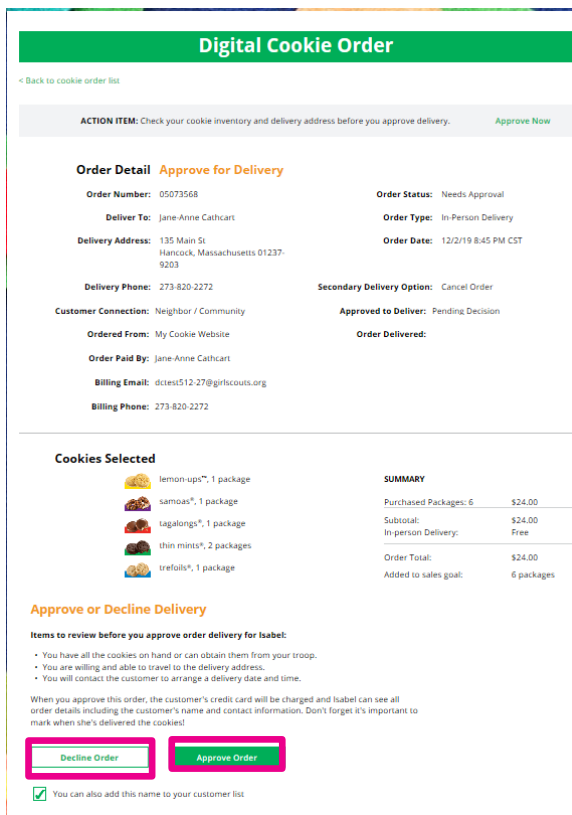 Digital Cookie Order
< Back to cookie order list
ACTION ITEM: Check your cookie inventory and delivery address before you approve delivery. Approve Now
Order Detail Approve for Delivery
Order Number: 05073568 Order Status: Needs Approval
Deliver To: Jane-Anne Cathcart Order Type: In-Person Delivery
Delivery Address: 135 Main St Order Date: 12/2/19 8:45 PM CST
Hancock, Massachusetts 01237-
9203
Delivery Phone: 273-820-2272 Secondary Delivery Option: Cancel Order
Customer Connection: Neighbor / Community Approved to Deliver: Pending Decision
Ordered From: My Cookie Website Order Delivered:
Order Paid By: Jane-Anne Cathcart
Billing Email: dctest512-27@girlscouts.org
Billing Phone: 273-820-2272
Cookies Selected
lemon-ups™, 1 package
samoas®, 1 package
tagalongs®, 1 package
thin mints®, 2 packages
trefoils®, 1 package
SUMMARY
Purchased Packages: 6 $24.00
Subtotal: $24.00
In-person Delivery: Free
Order Total: $24.00
Added to sales goal: 6 packages
Approve or Decline Delivery
Items to review before you approve order delivery for Isabel:
• You have all the cookies on hand or can obtain them from your troop.
• You are willing and able to travel to the delivery address.
• You will contact the customer to arrange a delivery date and time.
When you approve this order, the customer's credit card will be charged and Isabel can see all
order details including the customer's name and contact information. Don't forget it's important to
mark when she's delivered the cookies!
Decline Order Approve Order
You can also add this name to your customer list